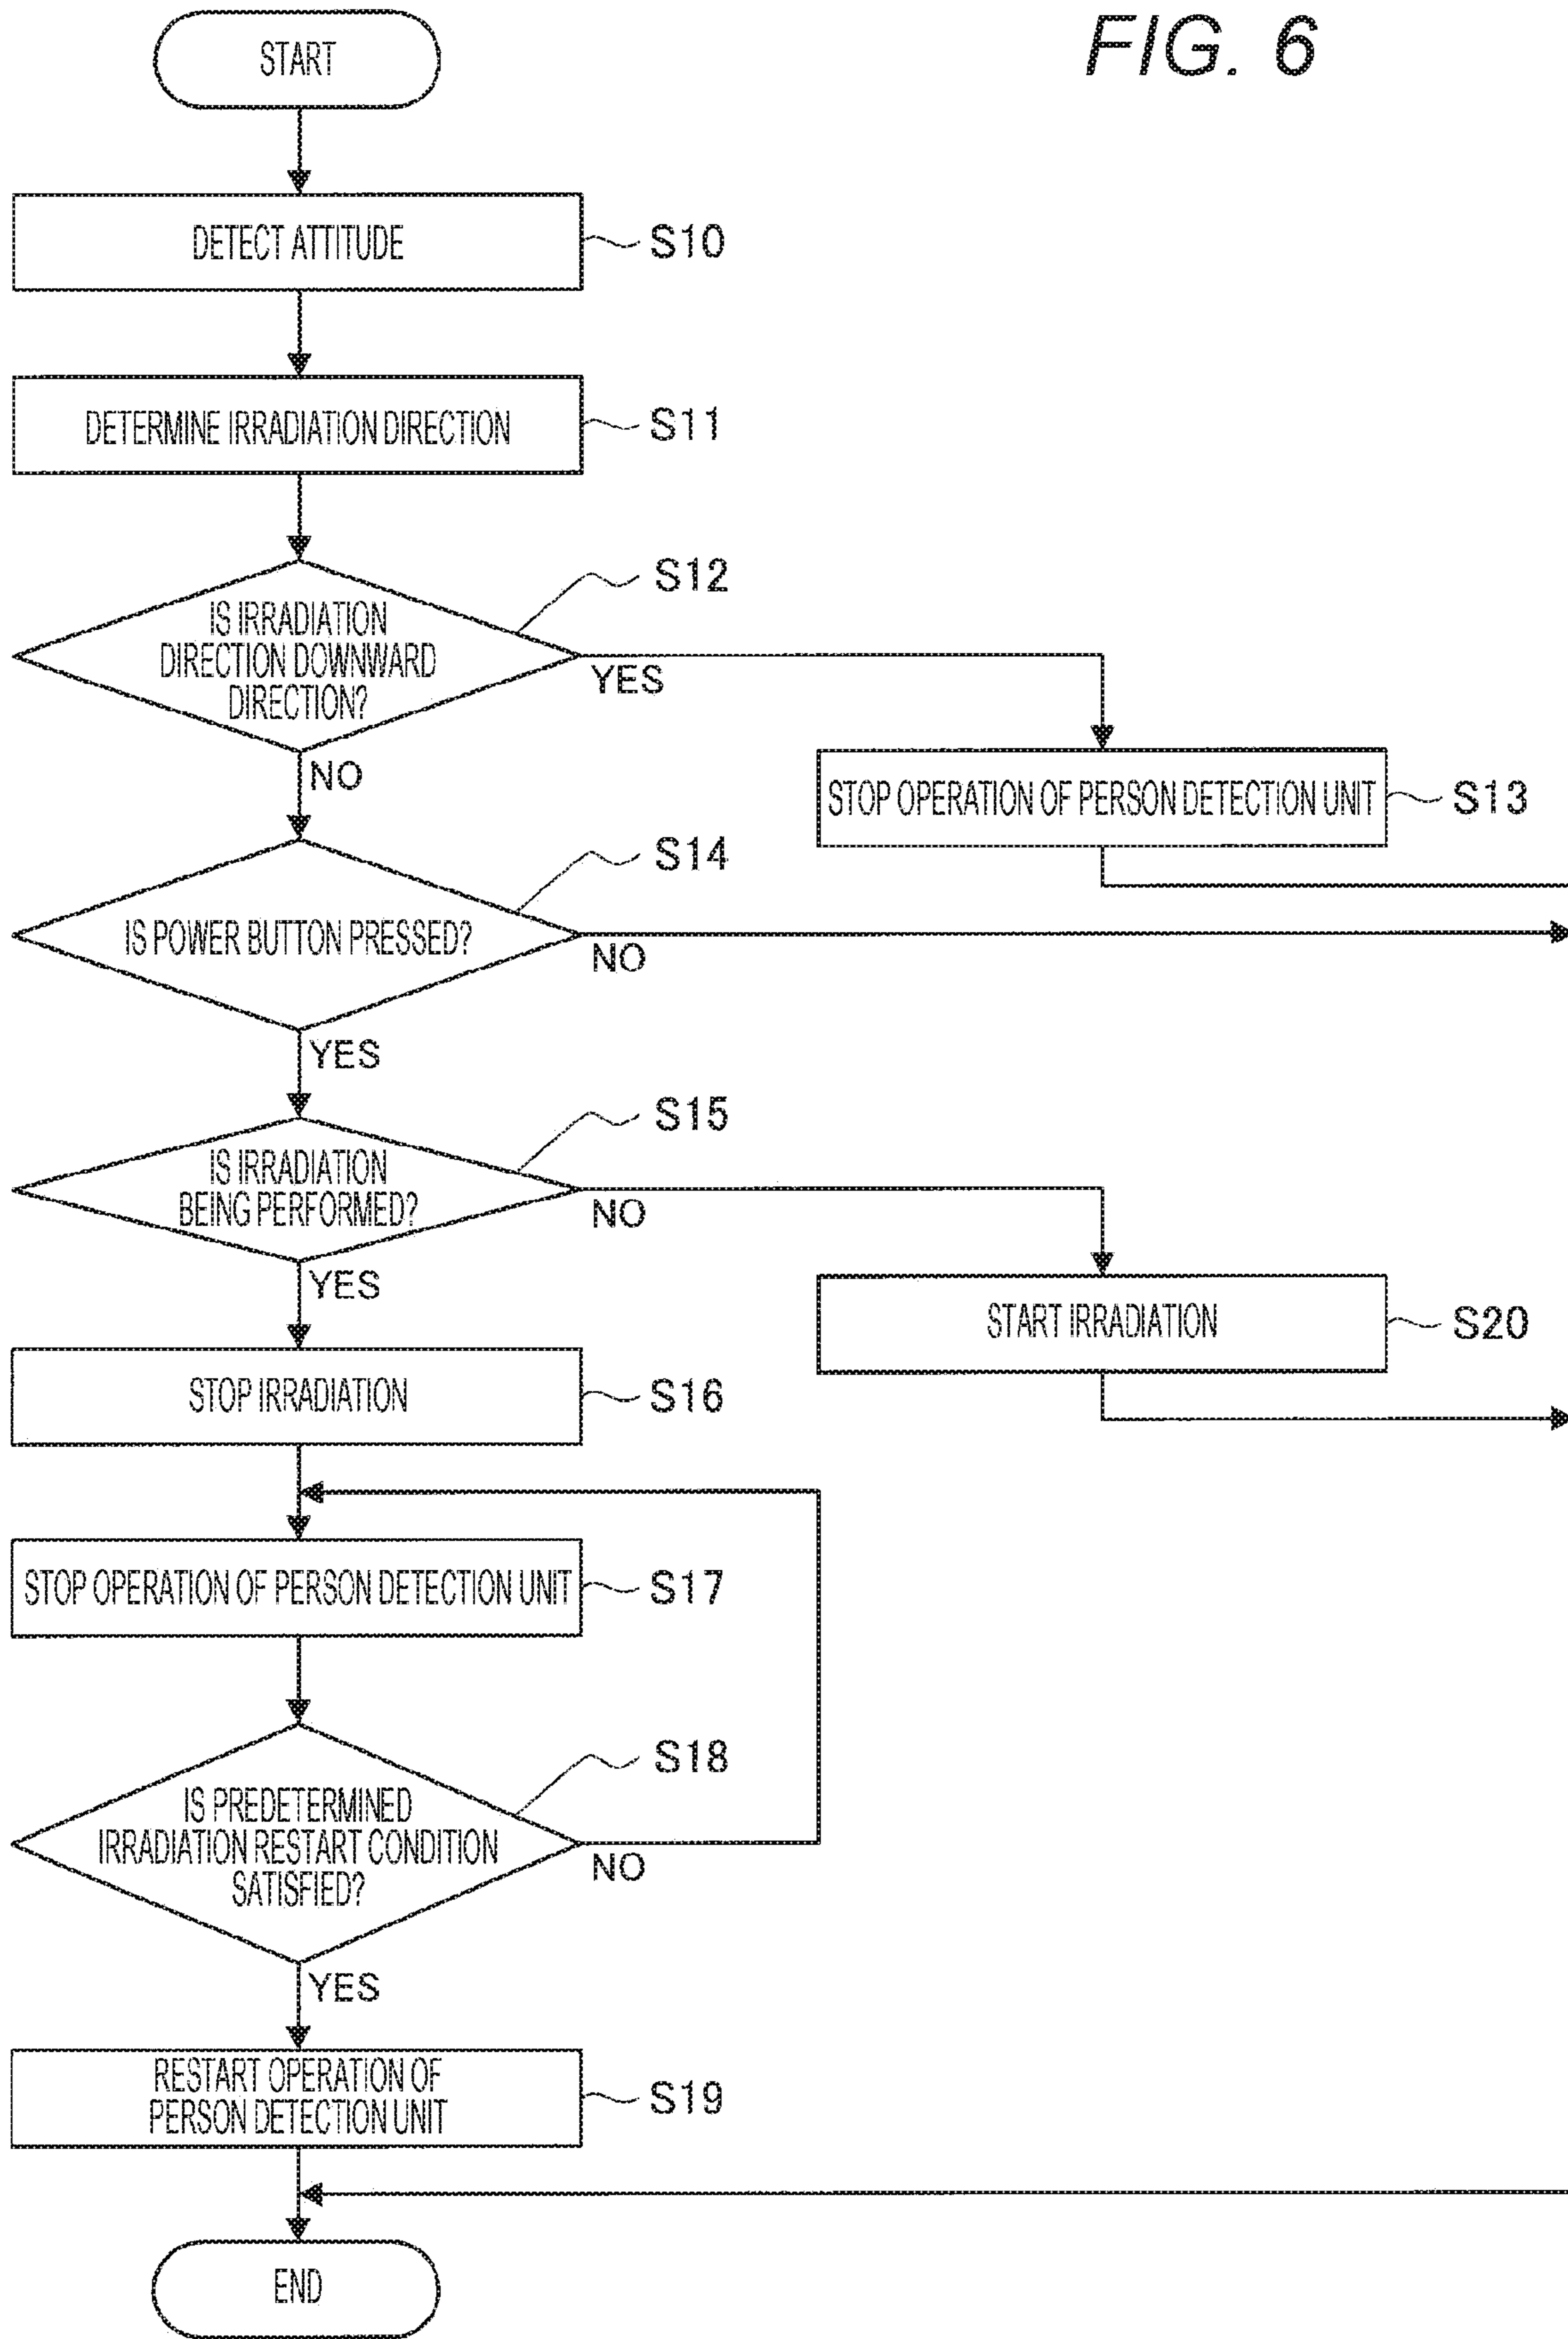 FIG. 6
START
DETECT ATTITUDE
S10
DETERMINE IRRADIATION DIRECTION
S11
S12
IS IRRADIATION
DIRECTION DOWNWARD
DIRECTION?
YES
NO
STOP OPERATION OF PERSON DETECTION UNIT
S13
S14
IS POWER BUTTON PRESSED?
NO
YES
S15
IS IRRADIATION
BEING PERFORMED?
NO
YES
START IRRADIATION
S20
STOP IRRADIATION
S16
STOP OPERATION OF PERSON DETECTION UNIT
S17
S18
IS PREDETERMINED
IRRADIATION RESTART CONDITION
SATISFIED?
NO
YES
RESTART OPERATION OF
PERSON DETECTION UNIT
S19
END